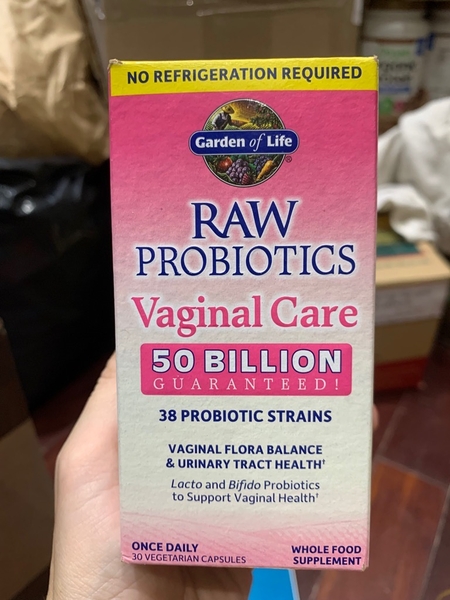 NO REFRIGERATION REQUIRED
Garden of Life®
RAW
PROBIOTICS
Vaginal Care
50 BILLION
GUARANTEED!
38 PROBIOTIC STRAINS
VAGINAL FLORA BALANCE
& URINARY TRACT HEALTH†
Lacto and Bifido Probiotics
to Support Vaginal Health†
ONCE DAILY
30 VEGETARIAN CAPSULES
WHOLE FOOD
SUPPLEMENT